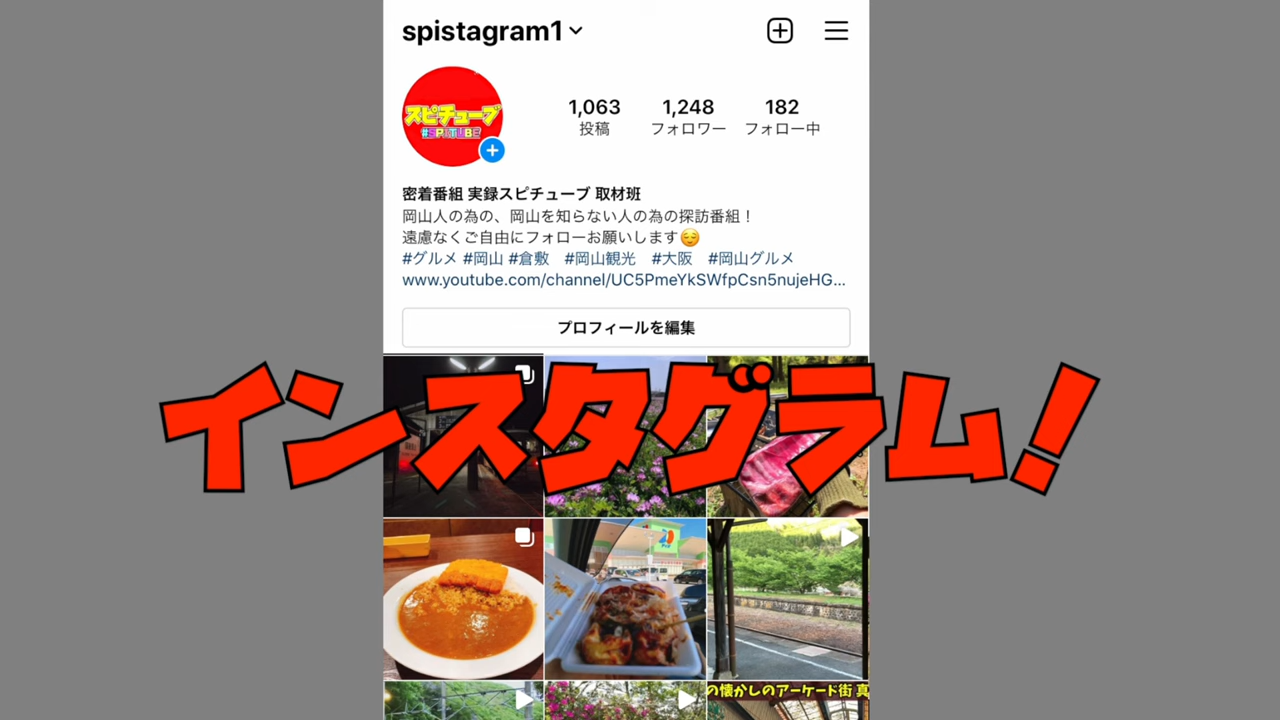 spistagram1
スピチューブ
#SPITUBE
1,063
1,248
182
投稿
フォロワー
フォロー中
密着番組 実録スピチューブ 取材班
岡山人の為の、岡山を知らない人の為の探訪番組！
遠慮なくご自由にフォローお願いします😌
#グルメ #岡山 #倉敷 #岡山観光 #大阪 #岡山グルメ
www.youtube.com/channel/UC5PmeYkSWfpCsn5nujeHG...
プロフィールを編集
インスタグラム！
の懐かしのアーケード街 真